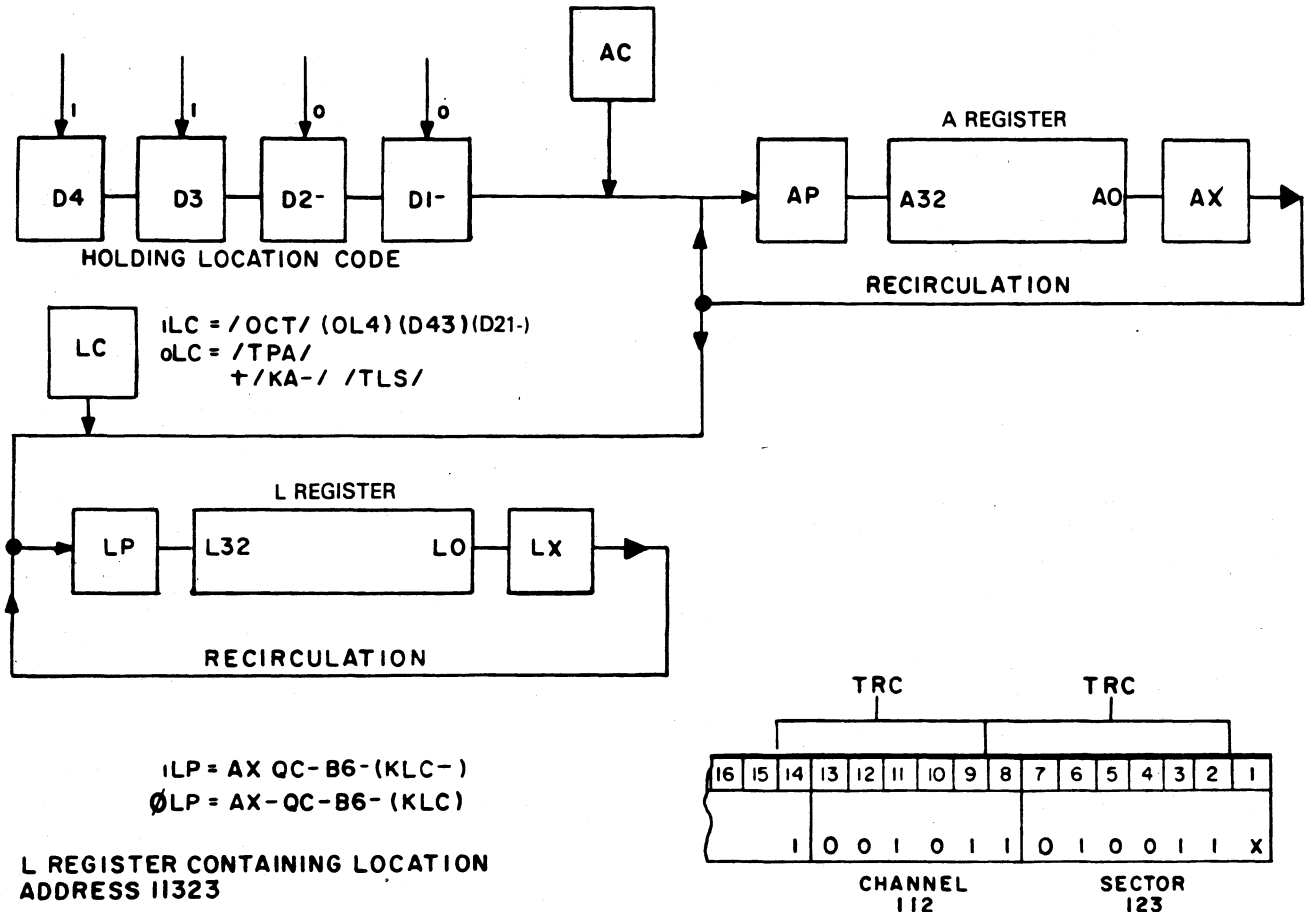 AC
1 1 0 0
D4 D3 D2- D1-
HOLDING LOCATION CODE
A REGISTER
AP A32 A0 AX
RECIRCULATION
LC
1LC = /OCT/ (OL4) (D43) (D21-)
0LC = /TPA/
+/KA-/ /TLS/
L REGISTER
LP L32 L0 LX
RECIRCULATION
1LP = AX QC- B6- (KLC-)
ØLP = AX- QC- B6- (KLC)
L REGISTER CONTAINING LOCATION
ADDRESS 11323
TRC TRC
16 15 14 13 12 11 10 9 8 7 6 5 4 3 2 1
1 0 0 1 0 1 1 0 1 0 0 1 1 X
CHANNEL SECTOR
112 123